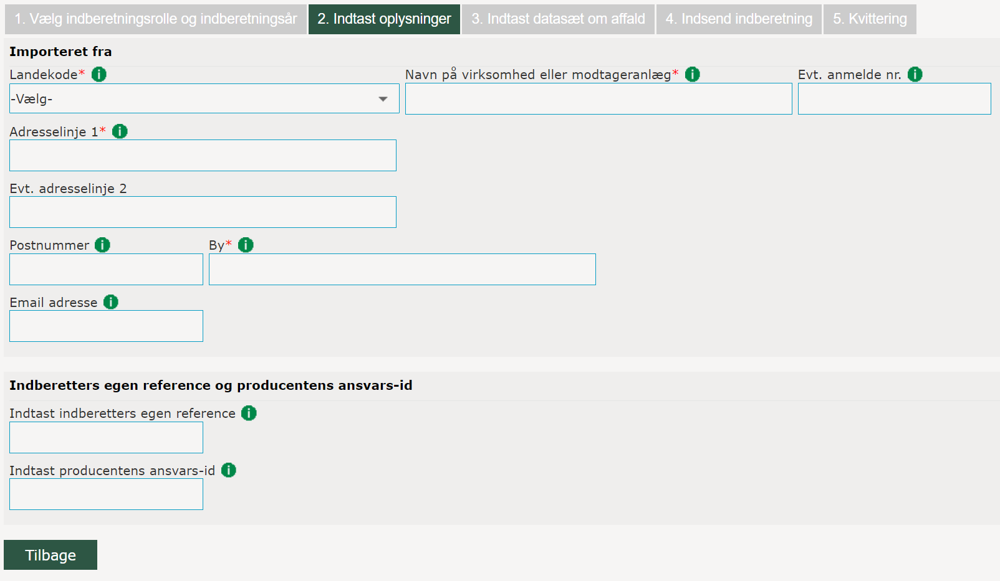 1. Vælg indberetningsrolle og indberetningsår 2. Indtast oplysninger 3. Indtast datasæt om affald 4. Indsend indberetning 5. Kvittering
Importeret fra
Landekode* i Navn på virksomhed eller modtageranlæg* i Evt. anmelde nr. i
-Vælg-
Adresselinje 1* i
Evt. adresselinje 2
Postnummer i By* i
Email adresse i
Indberetters egen reference og producentens ansvars-id
Indtast indberetters egen reference i
Indtast producentens ansvars-id i
Tilbage